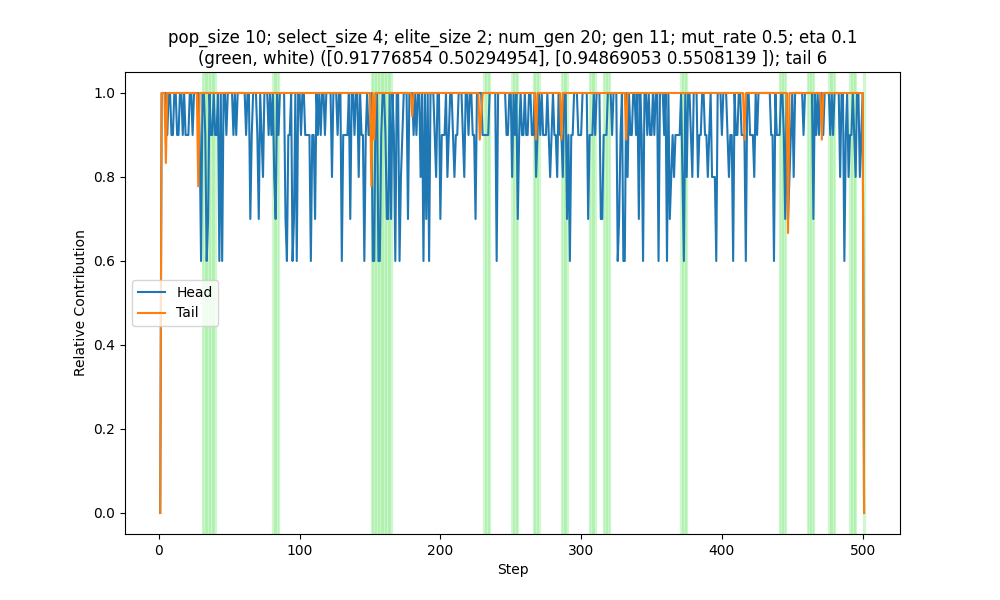 pop_size 10; select_size 4; elite_size 2; num_gen 20; gen 11; mut_rate 0.5; eta 0.1
(green, white) ([0.91776854 0.50294954], [0.94869053 0.5508139 ]); tail 6
1.0
0.8
0.6
0.4
0.2
0.0
Relative Contribution
Head
Tail
0
100
200
300
400
500
Step